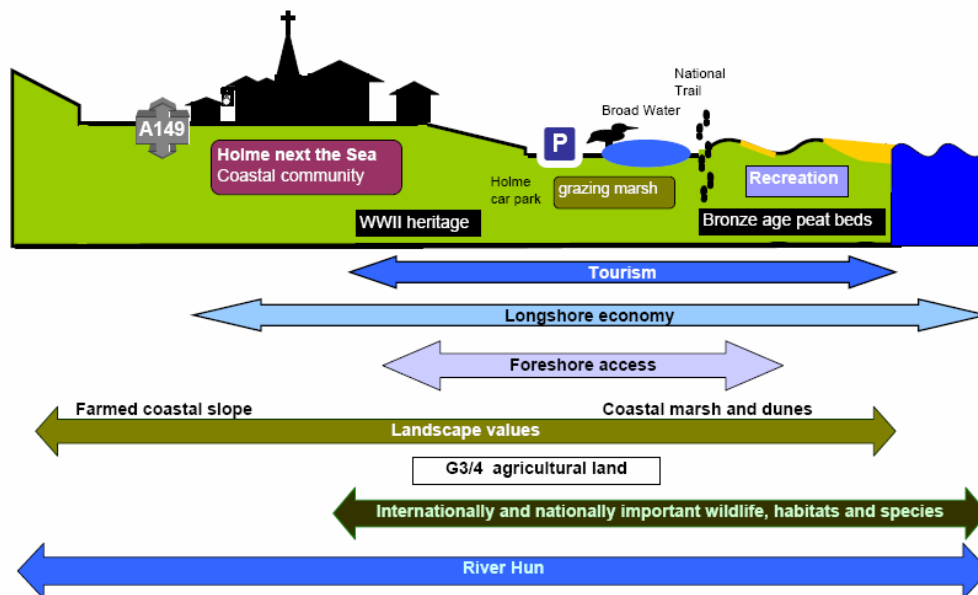 National
Trail
Broad Water
A149
P
Holme next the Sea
Coastal community
Holme
car park
grazing marsh
Recreation
WWII heritage
Bronze age peat beds
Tourism
Longshore economy
Foreshore access
Farmed coastal slope
Coastal marsh and dunes
Landscape values
G3/4 agricultural land
Internationally and nationally important wildlife, habitats and species
River Hun